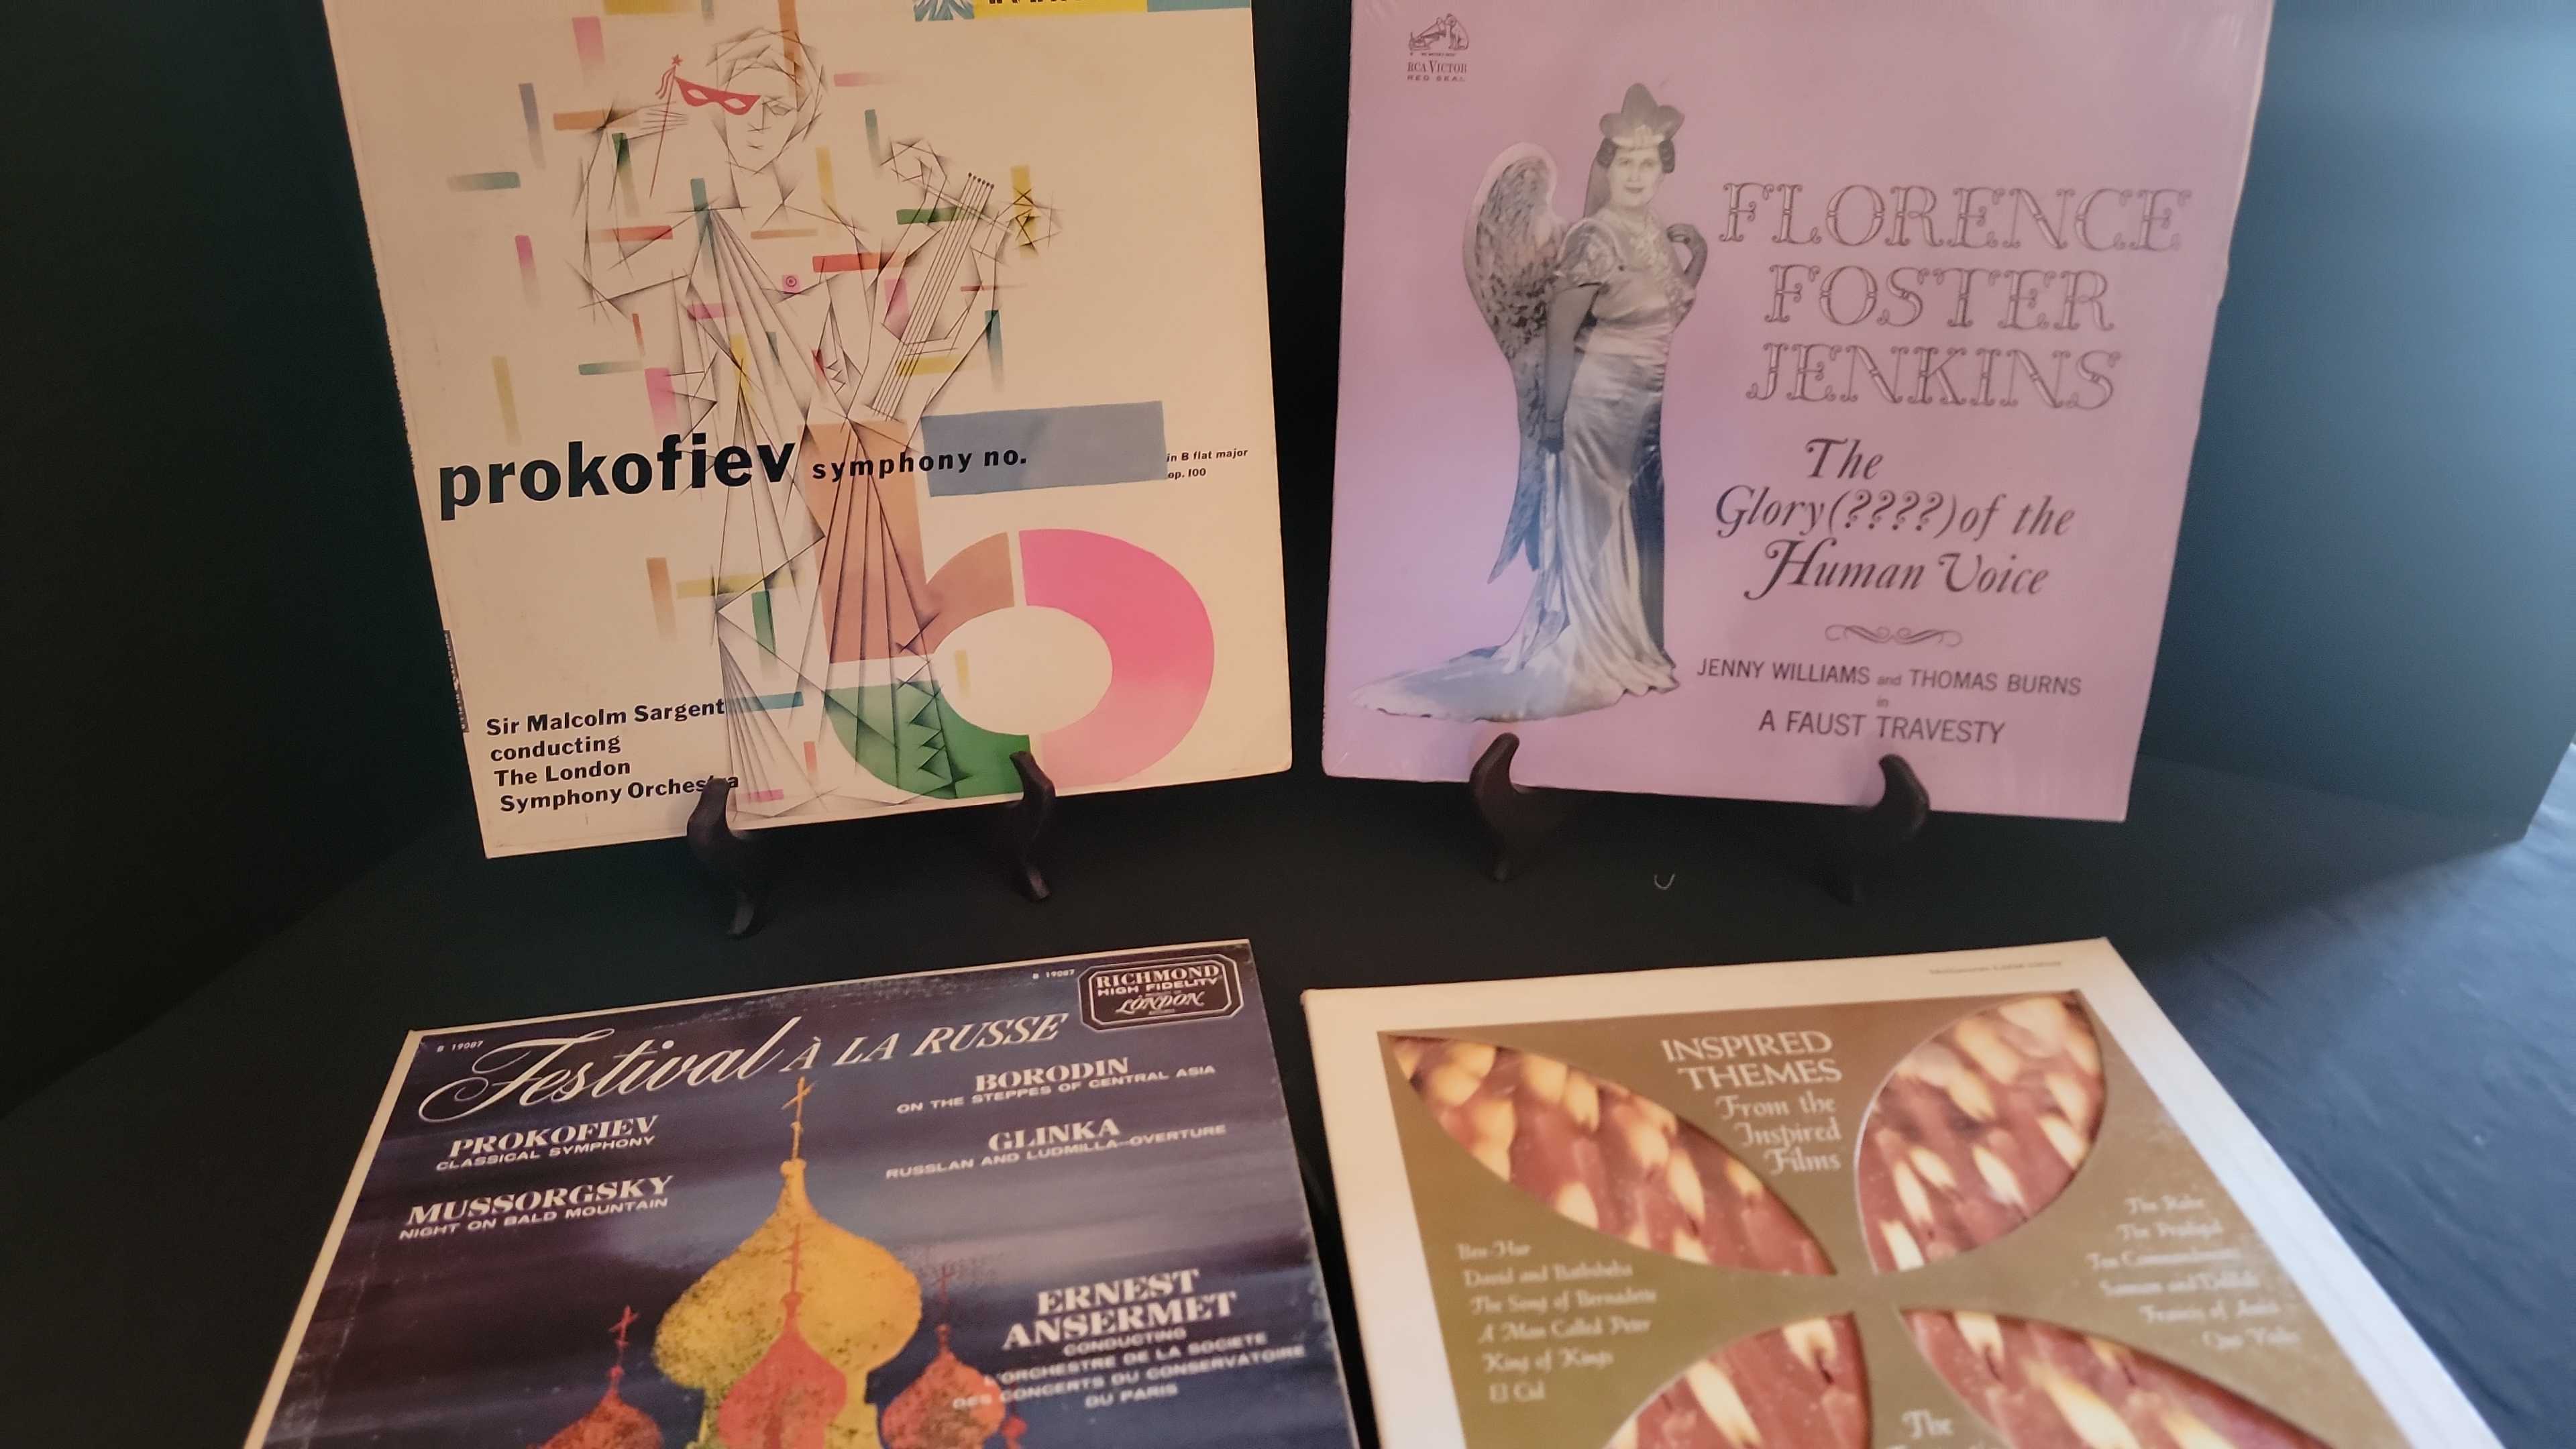 prokofiev symphony no.
in B flat major
op. 100
5
Sir Malcolm Sargent
conducting
The London
Symphony Orchestra
RCA VICTOR
RED SEAL
FLORENCE
FOSTER
JENKINS
The
Glory(????) of the
Human Voice
JENNY WILLIAMS and THOMAS BURNS
in
A FAUST TRAVESTY
B 19087
B 19087
RICHMOND
HIGH FIDELITY
LONDON
Festival À LA RUSSE
PROKOFIEV
CLASSICAL SYMPHONY
MUSSORGSKY
NIGHT ON BALD MOUNTAIN
BORODIN
ON THE STEPPES OF CENTRAL ASIA
GLINKA
RUSSLAN AND LUDMILLA—OVERTURE
ERNEST
ANSERMET
CONDUCTING
L'ORCHESTRE DE LA SOCIETE
DES CONCERTS DU CONSERVATOIRE
DU PARIS
INSPIRED
THEMES
From the
Inspired
Films
Ben-Hur
David and Bathsheba
The Song of Bernadette
A Man Called Peter
King of Kings
El Cid
The Robe
The Prodigal
Ten Commandments
Samson and Delilah
Francis of Assisi
Quo Vadis
The